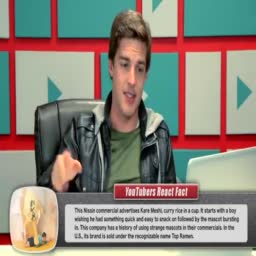 YouTubers React Fact
This Nissin commercial advertises Kare Meshi, curry rice in a cup. It starts with a boy
wishing he had something quick and easy to snack on followed by the mascot bursting
in. This company has a history of using strange mascots in their commercials. In the
U.S., its brand is sold under the recognizable name Top Ramen.